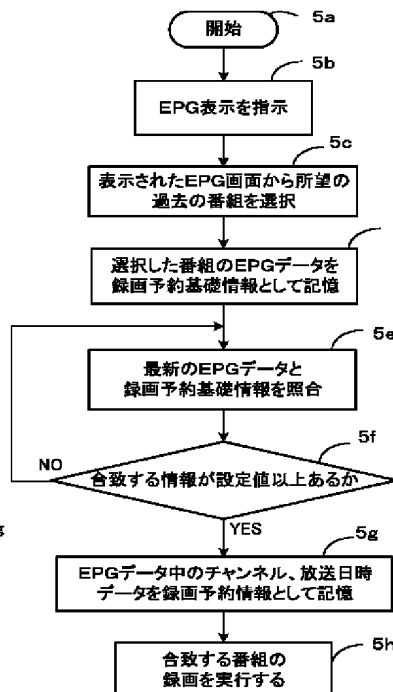 5a
開始
5b
EPG表示を指示
5c
表示されたEPG画面から所望の
過去の番組を選択
選択した番組のEPGデータを
録画予約基礎情報として記憶
5e
最新のEPGデータと
録画予約基礎情報を照合
5f
合致する情報が設定値以上あるか
NO
YES
5g
EPGデータ中のチャンネル、放送日時
データを録画予約情報として記憶
5h
合致する番組の
録画を実行する